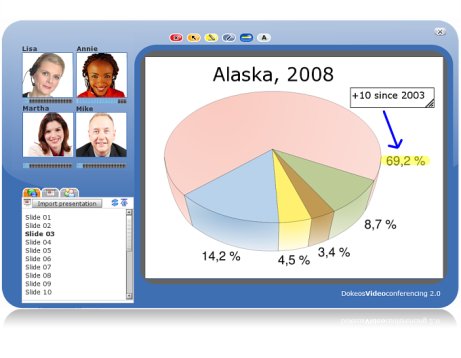 Lisa
Annie
Martha
Mike
Import presentation
Slide 01
Slide 02
Slide 03
Slide 04
Slide 05
Slide 06
Slide 07
Slide 08
Slide 09
Slide 10
A
Alaska, 2008
+10 since 2003
69,2 %
8,7 %
3,4 %
4,5 %
14,2 %
DokeosVideoconferencing 2.0